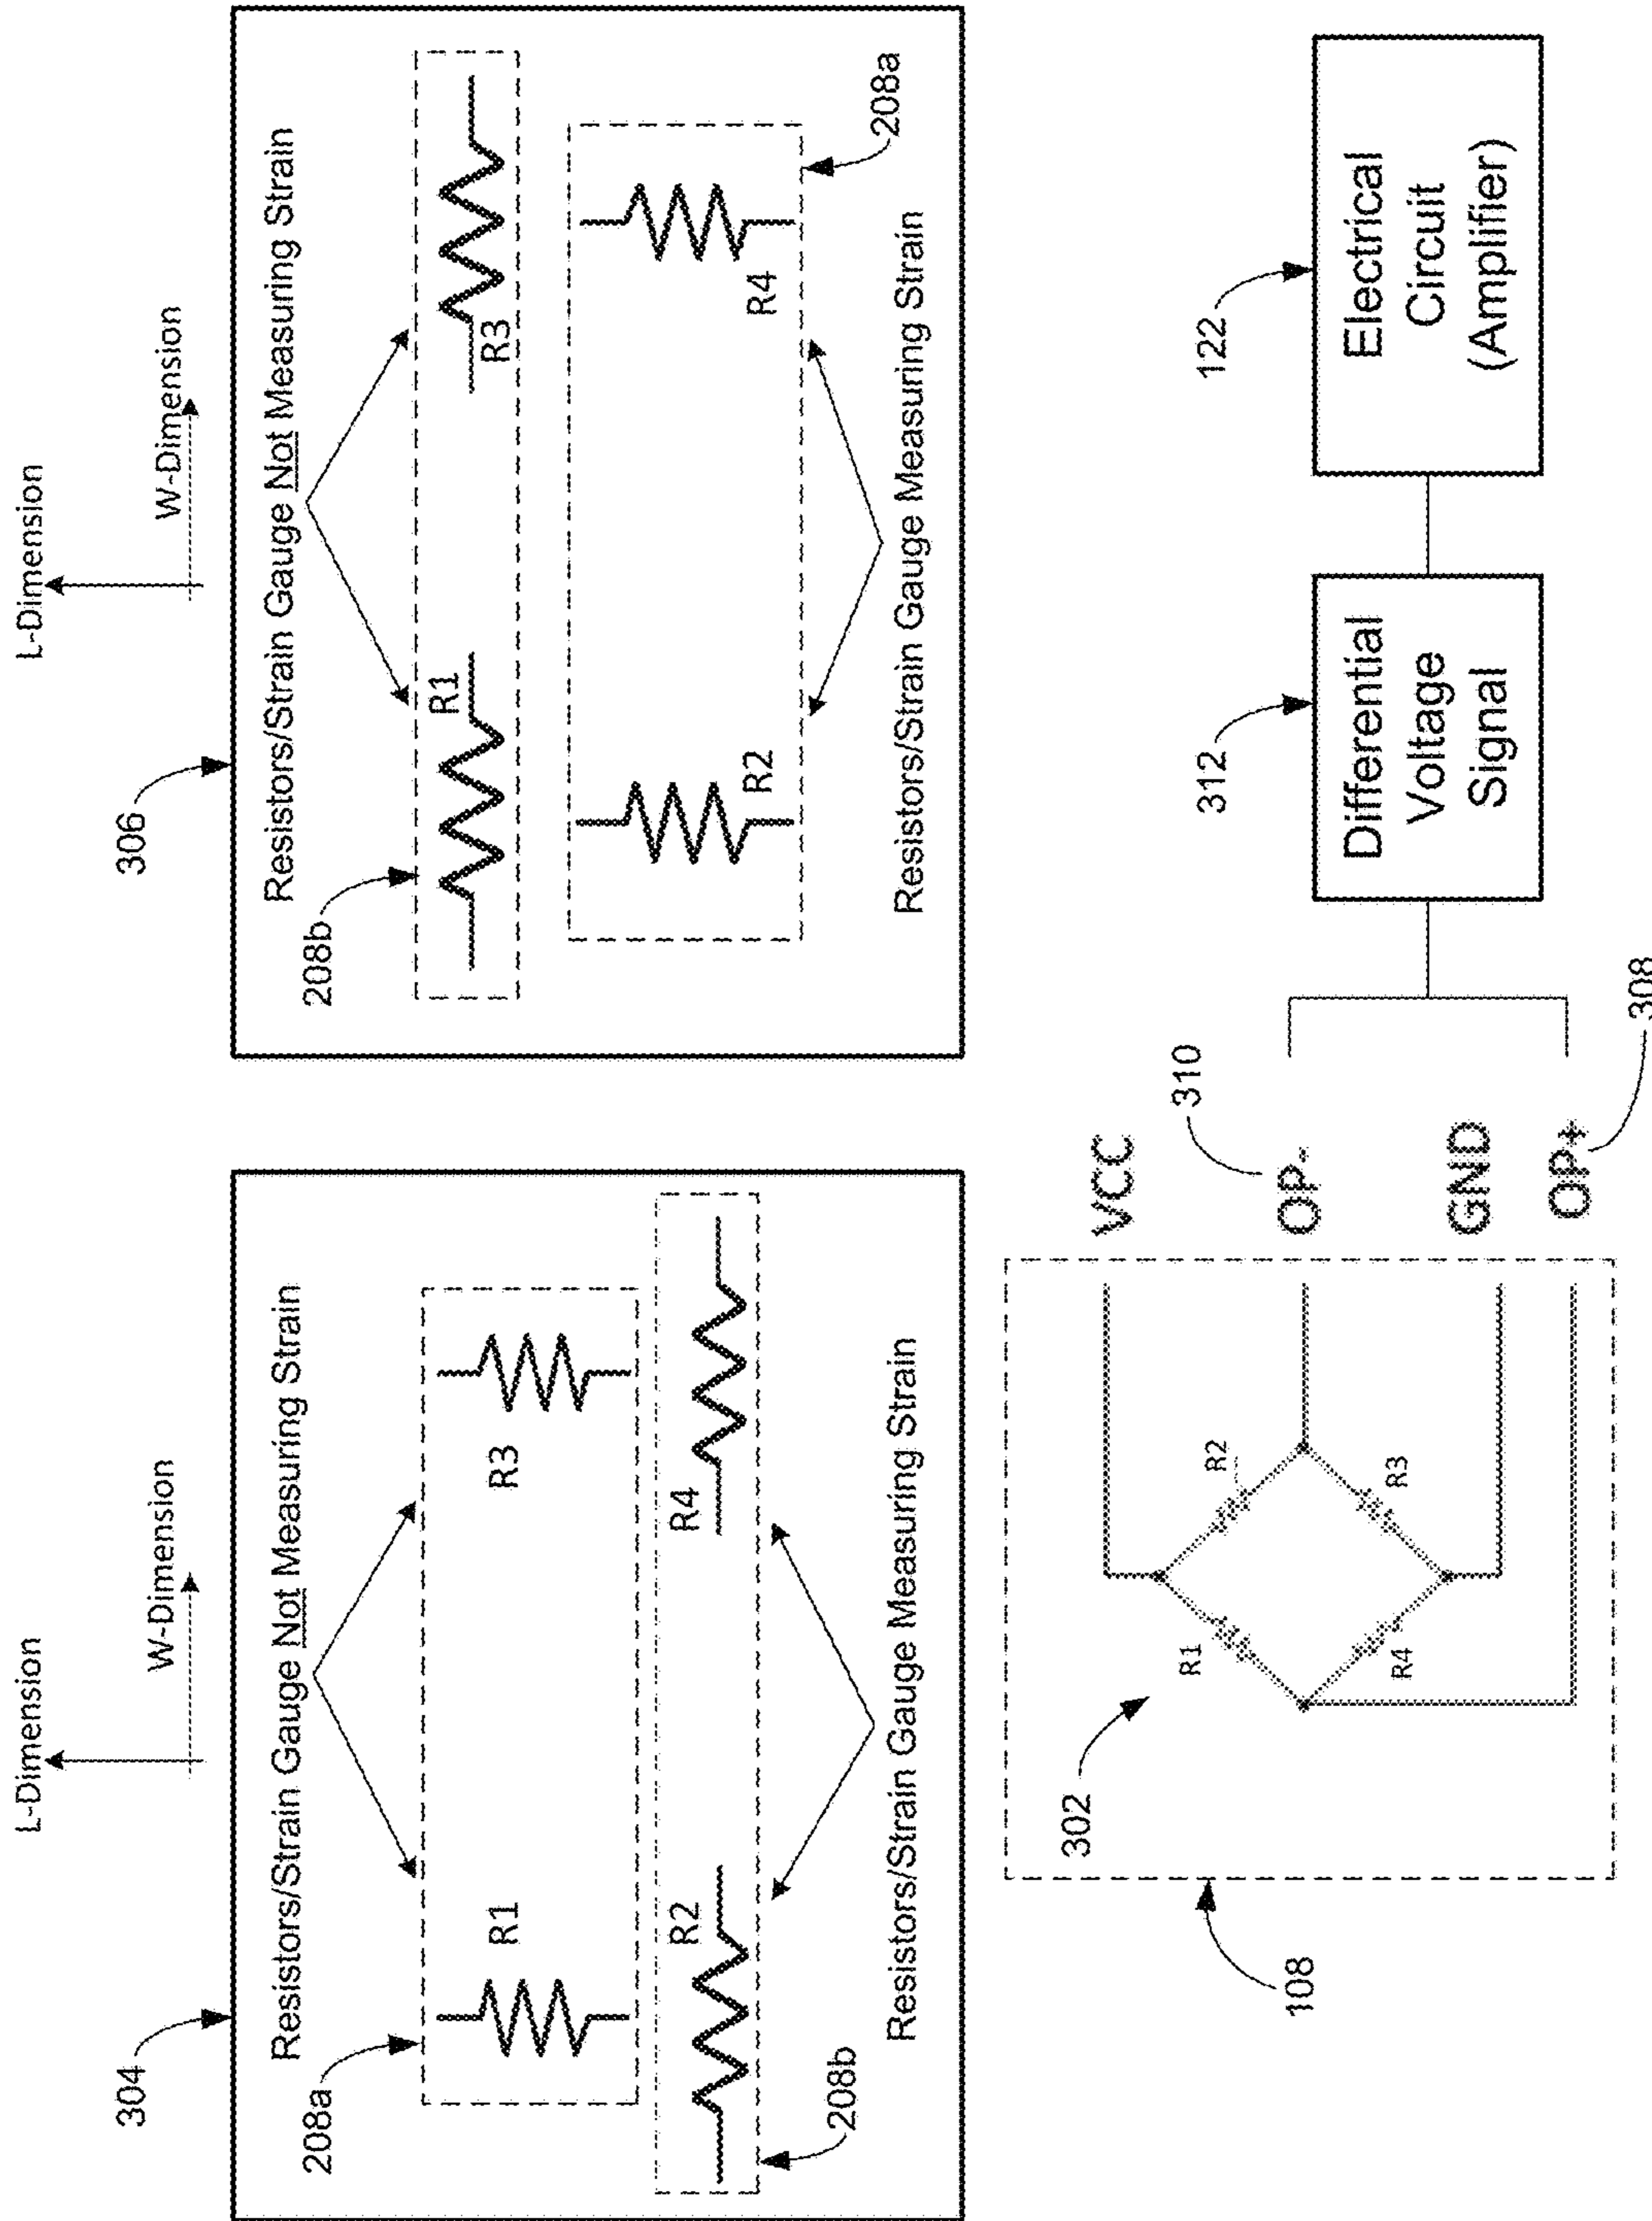 L-Dimension
W-Dimension
304
Resistors/Strain Gauge Not Measuring Strain
208a
R1
R3
R2
R4
208b
Resistors/Strain Gauge Measuring Strain
L-Dimension
W-Dimension
306
Resistors/Strain Gauge Not Measuring Strain
208b
R1
R3
R2
R4
208a
Resistors/Strain Gauge Measuring Strain
108
302
R1
R2
R4
R3
VCC
OP-
310
GND
OP+
308
312
Differential
Voltage
Signal
122
Electrical
Circuit
(Amplifier)